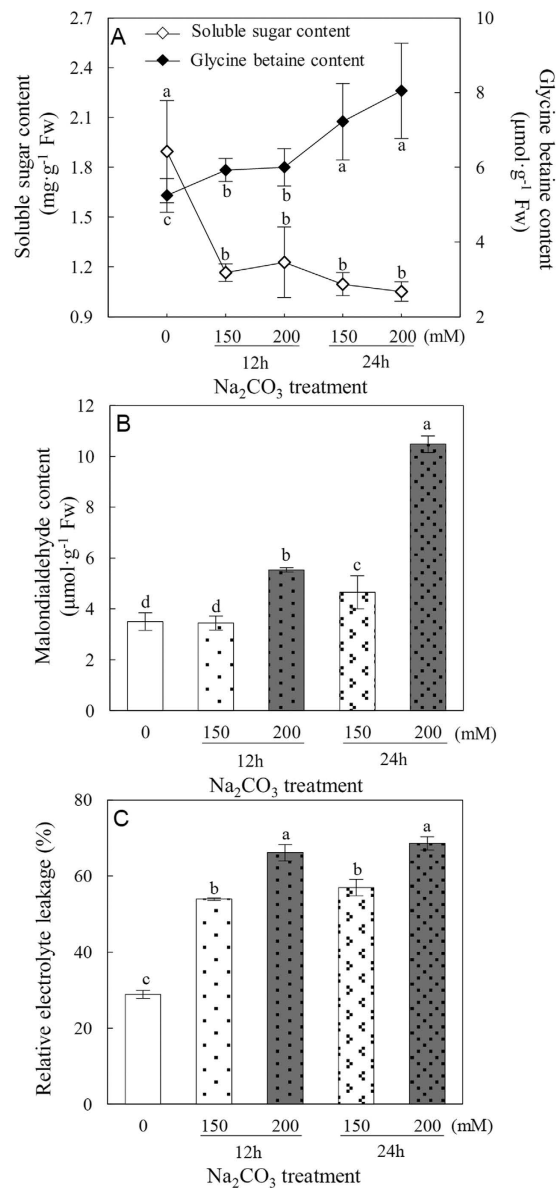 A
Soluble sugar content
Glycine betaine content
Soluble sugar content
(mg·g-1 Fw)
Glycine betaine content
(μmol·g-1 Fw)
2.7
2.4
2.1
1.8
1.5
1.2
0.9
10
8
6
4
2
a
c
b
b
b
b
a
b
a
b
0 150 200 150 200 (mM)
12h 24h
Na2CO3 treatment
B
Malondialdehyde content
(μmol·g-1 Fw)
12
10
8
6
4
2
0
d d b c a
0 150 200 150 200 (mM)
12h 24h
Na2CO3 treatment
C
Relative electrolyte leakage (%)
80
60
40
20
0
c b a b a
0 150 200 150 200 (mM)
12h 24h
Na2CO3 treatment